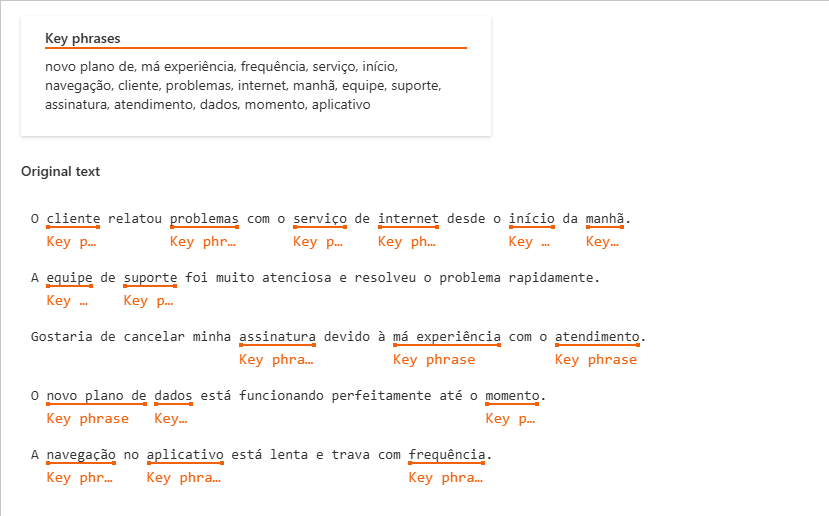 Key phrases
novo plano de, má experiência, frequência, serviço, início,
navegação, cliente, problemas, internet, manhã, equipe, suporte,
assinatura, atendimento, dados, momento, aplicativo
Original text
O cliente relatou problemas com o serviço de internet desde o início da manhã.
Key p… Key phr… Key p… Key ph… Key … Key…
A equipe de suporte foi muito atenciosa e resolveu o problema rapidamente.
Key … Key p…
Gostaria de cancelar minha assinatura devido à má experiência com o atendimento.
Key phra… Key phrase Key phrase
O novo plano de dados está funcionando perfeitamente até o momento.
Key phrase Key… Key p…
A navegação no aplicativo está lenta e trava com frequência.
Key phr… Key phra… Key phra…